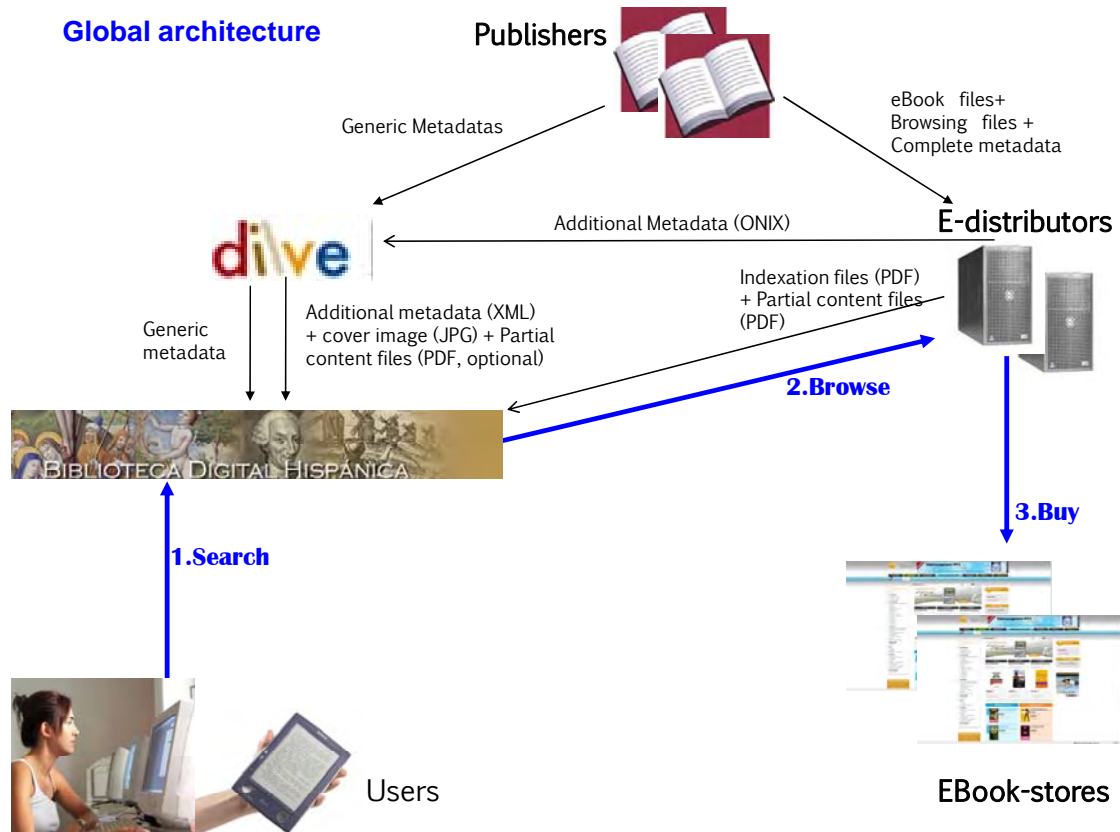 Global architecture
Publishers
Generic Metadatas
eBook files+
Browsing files +
Complete metadata
dilve
Additional Metadata (ONIX)
E-distributors
Indexation files (PDF)
+ Partial content files
(PDF)
Generic
metadata
Additional metadata (XML)
+ cover image (JPG) + Partial
content files (PDF, optional)
2.Browse
BIBLIOTECA DIGITAL HISPÁNICA
1.Search
3.Buy
Users
EBook-stores